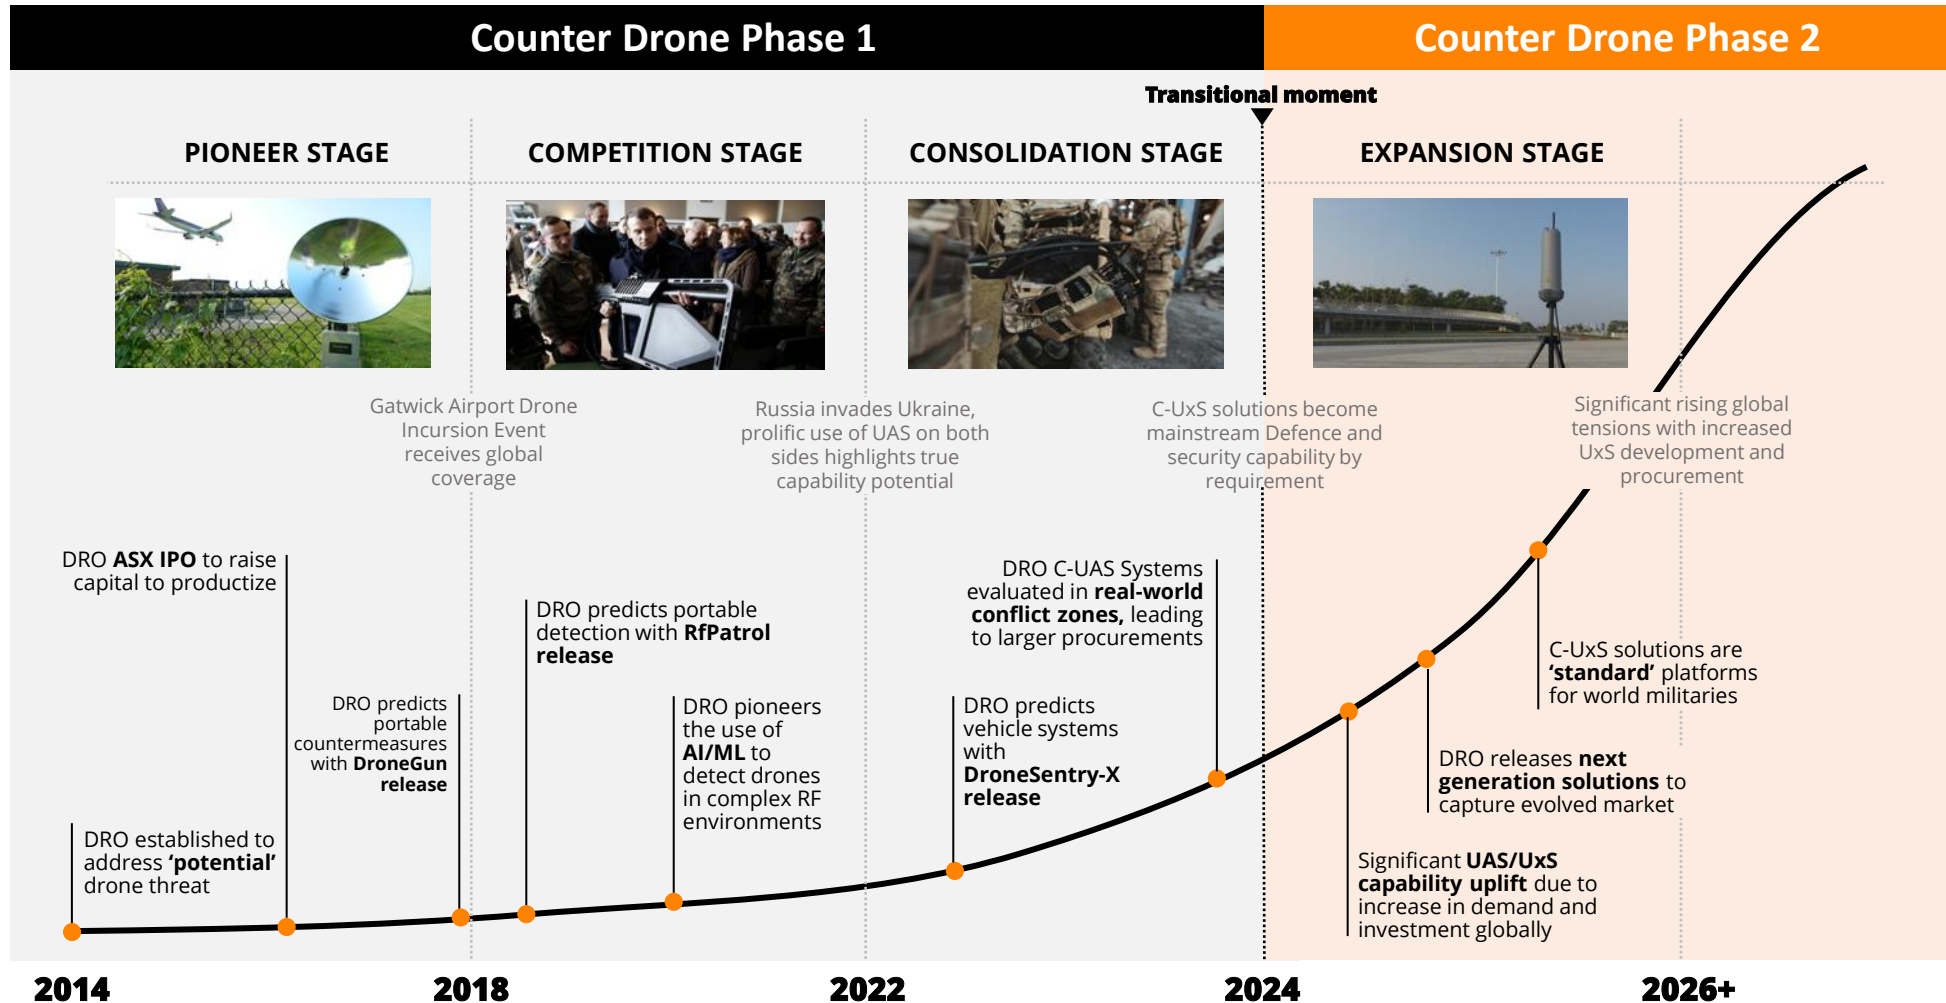 Counter Drone Phase 1
Counter Drone Phase 2
Transitional moment
PIONEER STAGE
COMPETITION STAGE
CONSOLIDATION STAGE
EXPANSION STAGE
Gatwick Airport Drone
Incursion Event
receives global
coverage
Russia invades Ukraine,
prolific use of UAS on both
sides highlights true
capability potential
C-UxS solutions become
mainstream Defence and
security capability by
requirement
Significant rising global
tensions with increased
UxS development and
procurement
DRO established to
address ‘potential’
drone threat
DRO ASX IPO to raise
capital to productize
DRO predicts
portable
countermeasures
with DroneGun
release
DRO predicts portable
detection with RfPatrol
release
DRO pioneers
the use of
AI/ML to
detect drones
in complex RF
environments
DRO predicts
vehicle systems
with
DroneSentry-X
release
DRO C-UAS Systems
evaluated in real-world
conflict zones, leading
to larger procurements
Significant UAS/UxS
capability uplift due to
increase in demand and
investment globally
DRO releases next
generation solutions to
capture evolved market
C-UxS solutions are
‘standard’ platforms
for world militaries
2014
2018
2022
2024
2026+